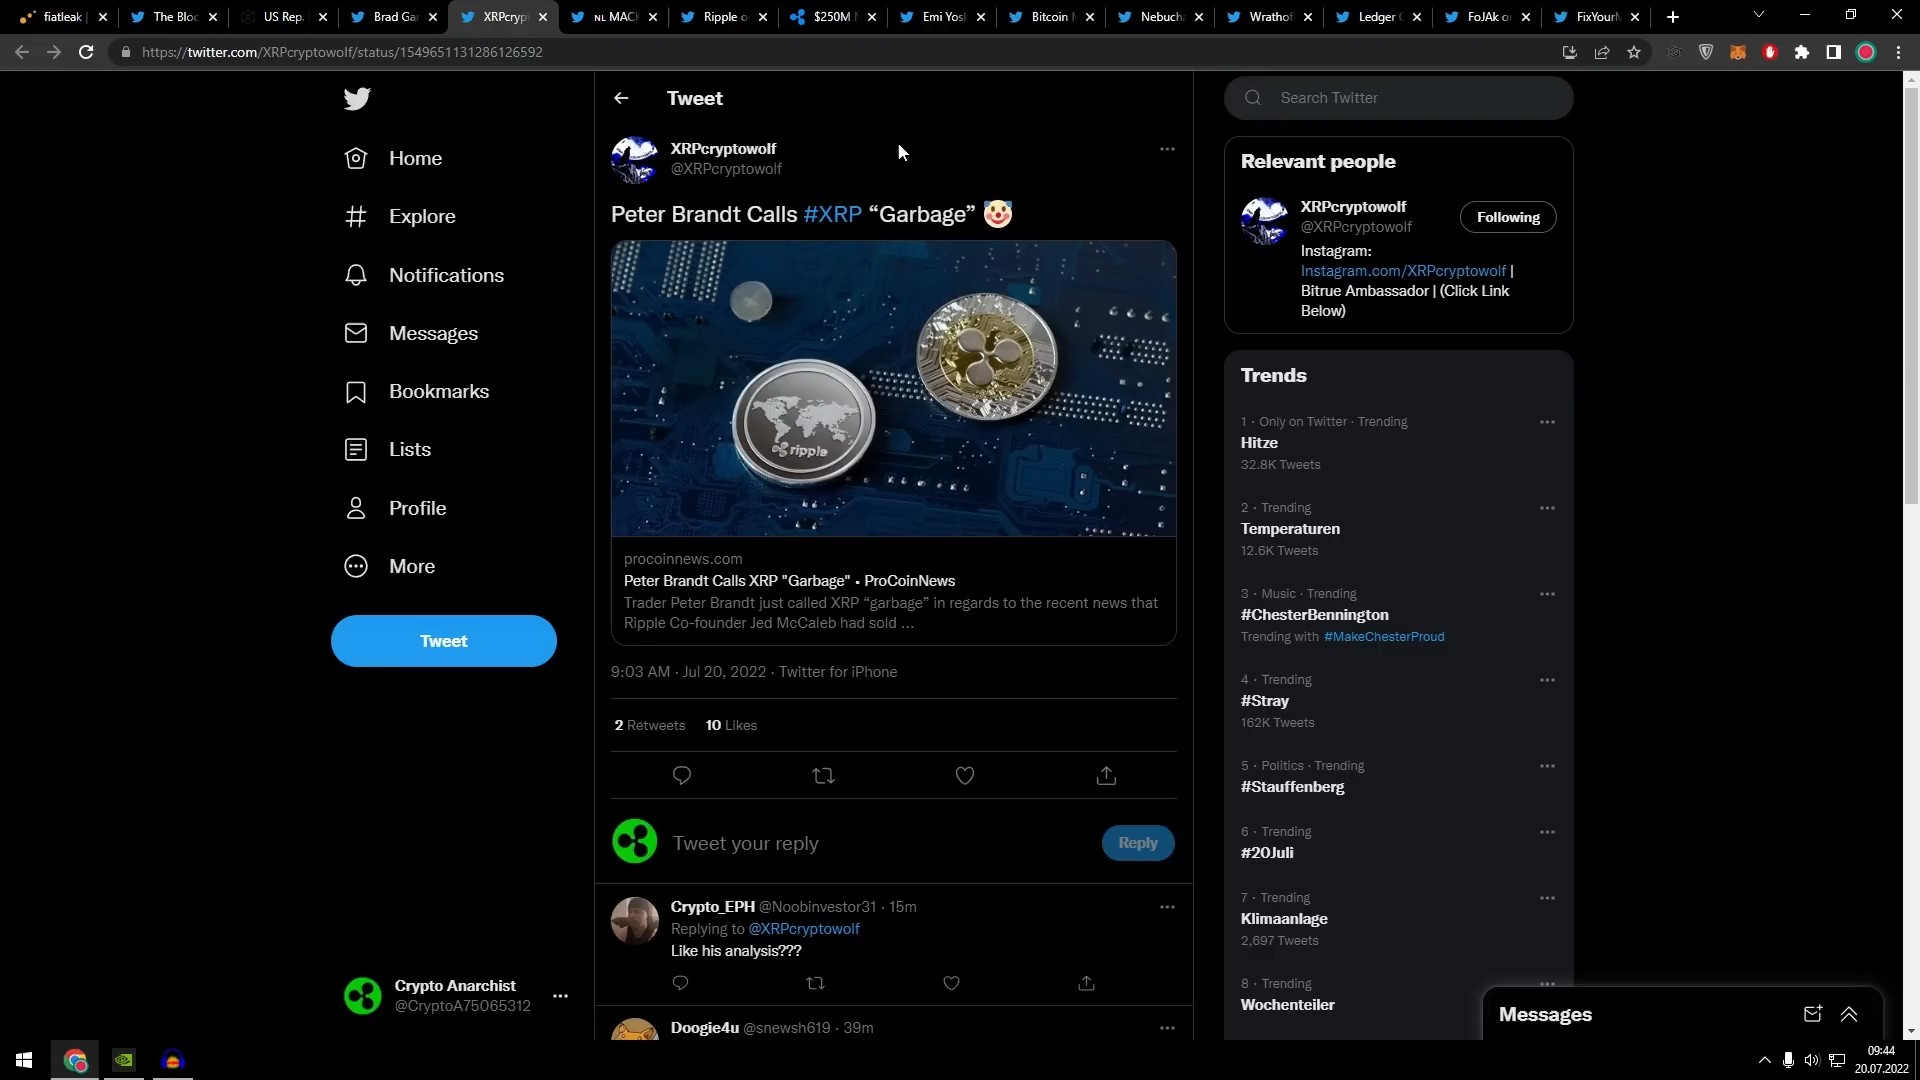 fiatleak |
The Bloc
US Rep.
Brad Gar
XRPcrypt
NL MACH
Ripple o
$250M
Emi Yosh
Bitcoin
Nebucha
Wrathof
Ledger
FoJAk o
FixYour
https://twitter.com/XRPcryptowolf/status/1549651131286126592
Home
Explore
Notifications
Messages
Bookmarks
Lists
Profile
More
Tweet
Crypto Anarchist
@CryptoA75065312
Tweet
XRPcryptowolf
@XRPcryptowolf
Peter Brandt Calls #XRP “Garbage” 🤡
ripple
procoinnews.com
Peter Brandt Calls XRP "Garbage" • ProCoinNews
Trader Peter Brandt just called XRP “garbage” in regards to the recent news that
Ripple Co-founder Jed McCaleb had sold ...
9:03 AM · Jul 20, 2022 · Twitter for iPhone
2 Retweets 10 Likes
Tweet your reply
Reply
Crypto_EPH @Noobinvestor31 · 15m
Replying to @XRPcryptowolf
Like his analysis???
Doogie4u @snewsh619 · 39m
Search Twitter
Relevant people
XRPcryptowolf
@XRPcryptowolf
Following
Instagram:
Instagram.com/XRPcryptowolf |
Bitrue Ambassador | (Click Link
Below)
Trends
1 · Only on Twitter · Trending
Hitze
32.8K Tweets
2 · Trending
Temperaturen
12.6K Tweets
3 · Music · Trending
#ChesterBennington
Trending with #MakeChesterProud
4 · Trending
#Stray
162K Tweets
5 · Politics · Trending
#Stauffenberg
6 · Trending
#20Juli
7 · Trending
Klimaanlage
2,697 Tweets
8 · Trending
Wochenteiler
Messages
09:44
20.07.2022